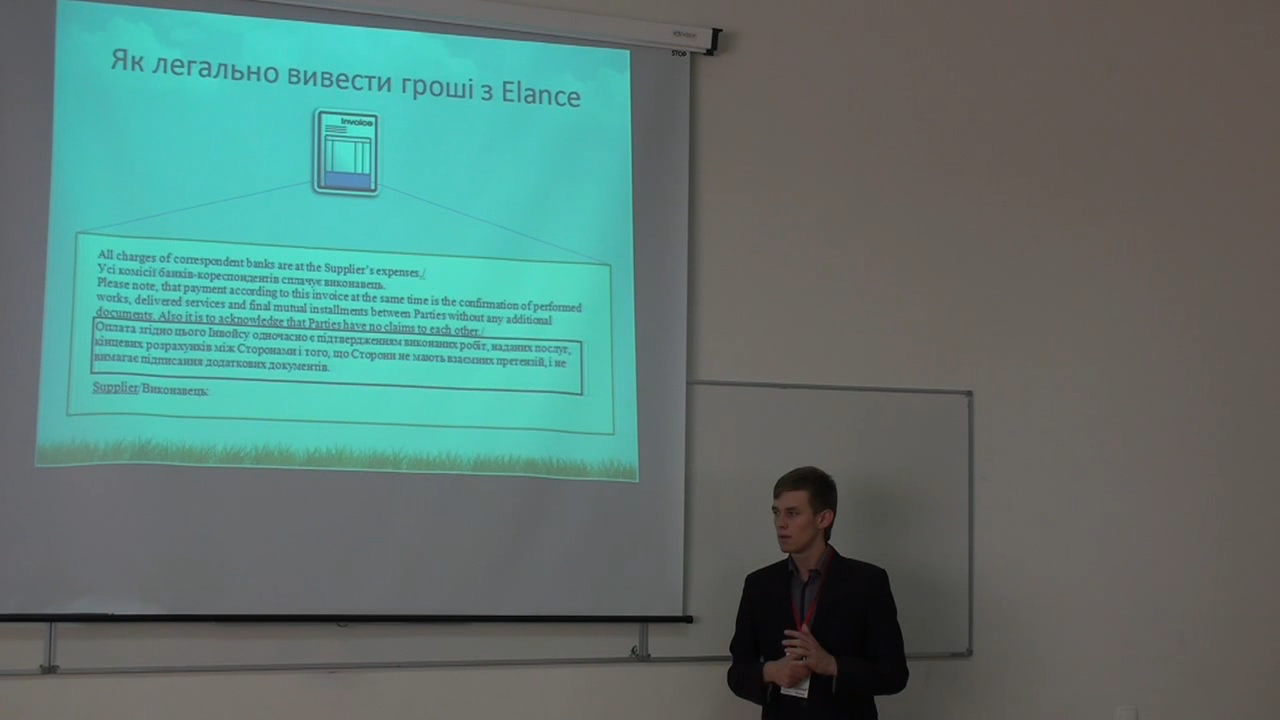 Як легально вивести гроші з Elance
Invoice
All charges of correspondent banks are at the Supplier's expenses./
Усі комісії банків-кореспондентів сплачує виконавець.
Please note, that payment according to this invoice at the same time is the confirmation of performed
works, delivered services and final mutual installments between Parties without any additional
documents. Also it is to acknowledge that Parties have no claims to each other./
Оплата згідно цього Інвойсу одночасно є підтвердженням виконаних робіт, наданих послуг,
кінцевих розрахунків між Сторонами і того, що Сторони не мають взаємних претензій, і не
вимагає підписання додаткових документів.
Supplier/Виконавець:
STOP